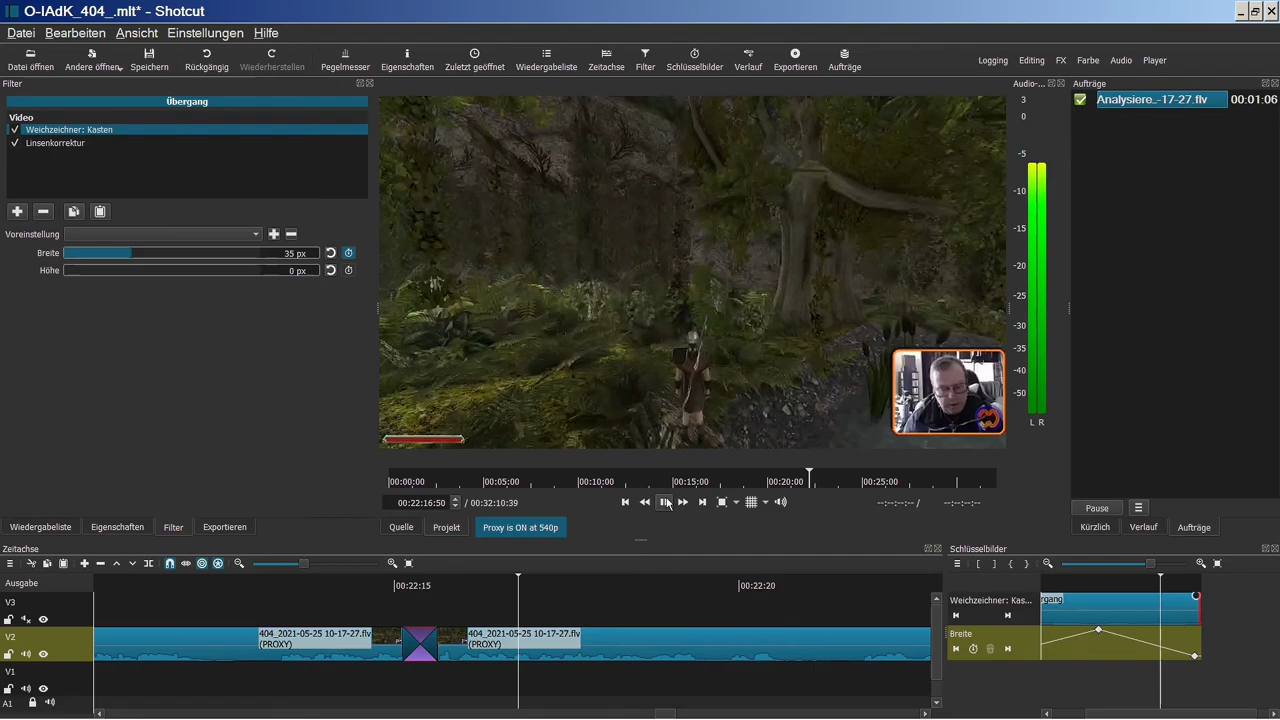 O-IAdK_404_.mlt* - Shotcut
Datei Bearbeiten Ansicht Einstellungen Hilfe
Datei öffnen Andere öffnen Speichern Rückgängig Wiederherstellen Pegelmesser Eigenschaften Zuletzt geöffnet Wiedergabeliste Zeitachse Filter Schlüsselbilder Verlauf Exportieren Aufträge
Logging Editing FX Farbe Audio Player
Filter
Übergang
Video
Weichzeichner: Kasten
Linsenkorrektur
Voreinstellung
Breite 35 px
Höhe 0 px
Audio-...
3
0
-5
-10
-15
-20
-25
-30
-35
-40
-50
L R
Aufträge
Analysiere..-17-27.flv 00:01:06
00:00:00 00:05:00 00:10:00 00:15:00 00:20:00 00:25:00
00:22:16:50 / 00:32:10:39 --:--:--:-- / --:--:--:--
Pause
Wiedergabeliste Eigenschaften Filter Exportieren
Quelle Projekt Proxy is ON at 540p
Kürzlich Verlauf Aufträge
Zeitachse
Ausgabe
00:22:15 00:22:20
V3
V2
404_2021-05-25 10-17-27.flv
(PROXY)
404_2021-05-25 10-17-27.flv
(PROXY)
V1
A1
Schlüsselbilder
Weichzeichner: Kas...
rgang
Breite